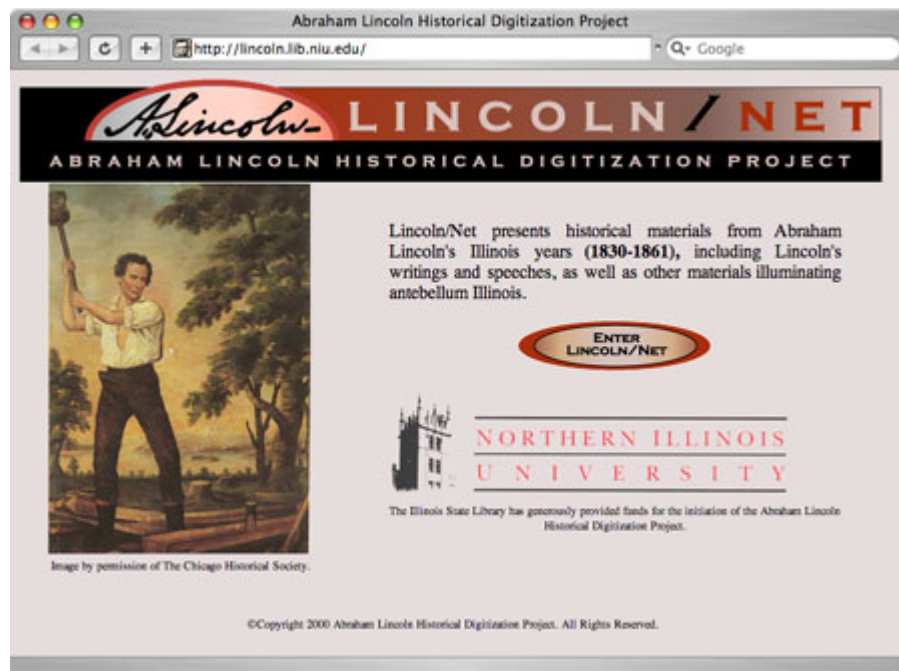 Abraham Lincoln Historical Digitization Project
http://lincoln.lib.niu.edu/
Google
A. Lincoln
LINCOLN/NET
ABRAHAM LINCOLN HISTORICAL DIGITIZATION PROJECT
Lincoln/Net presents historical materials from Abraham
Lincoln's Illinois years (1830-1861), including Lincoln's
writings and speeches, as well as other materials illuminating
antebellum Illinois.
ENTER
LINCOLN/NET
NORTHERN ILLINOIS
UNIVERSITY
The Illinois State Library has generously provided funds for the initiation of the Abraham Lincoln
Historical Digitization Project.
Image by permission of The Chicago Historical Society.
©Copyright 2000 Abraham Lincoln Historical Digitization Project. All Rights Reserved.